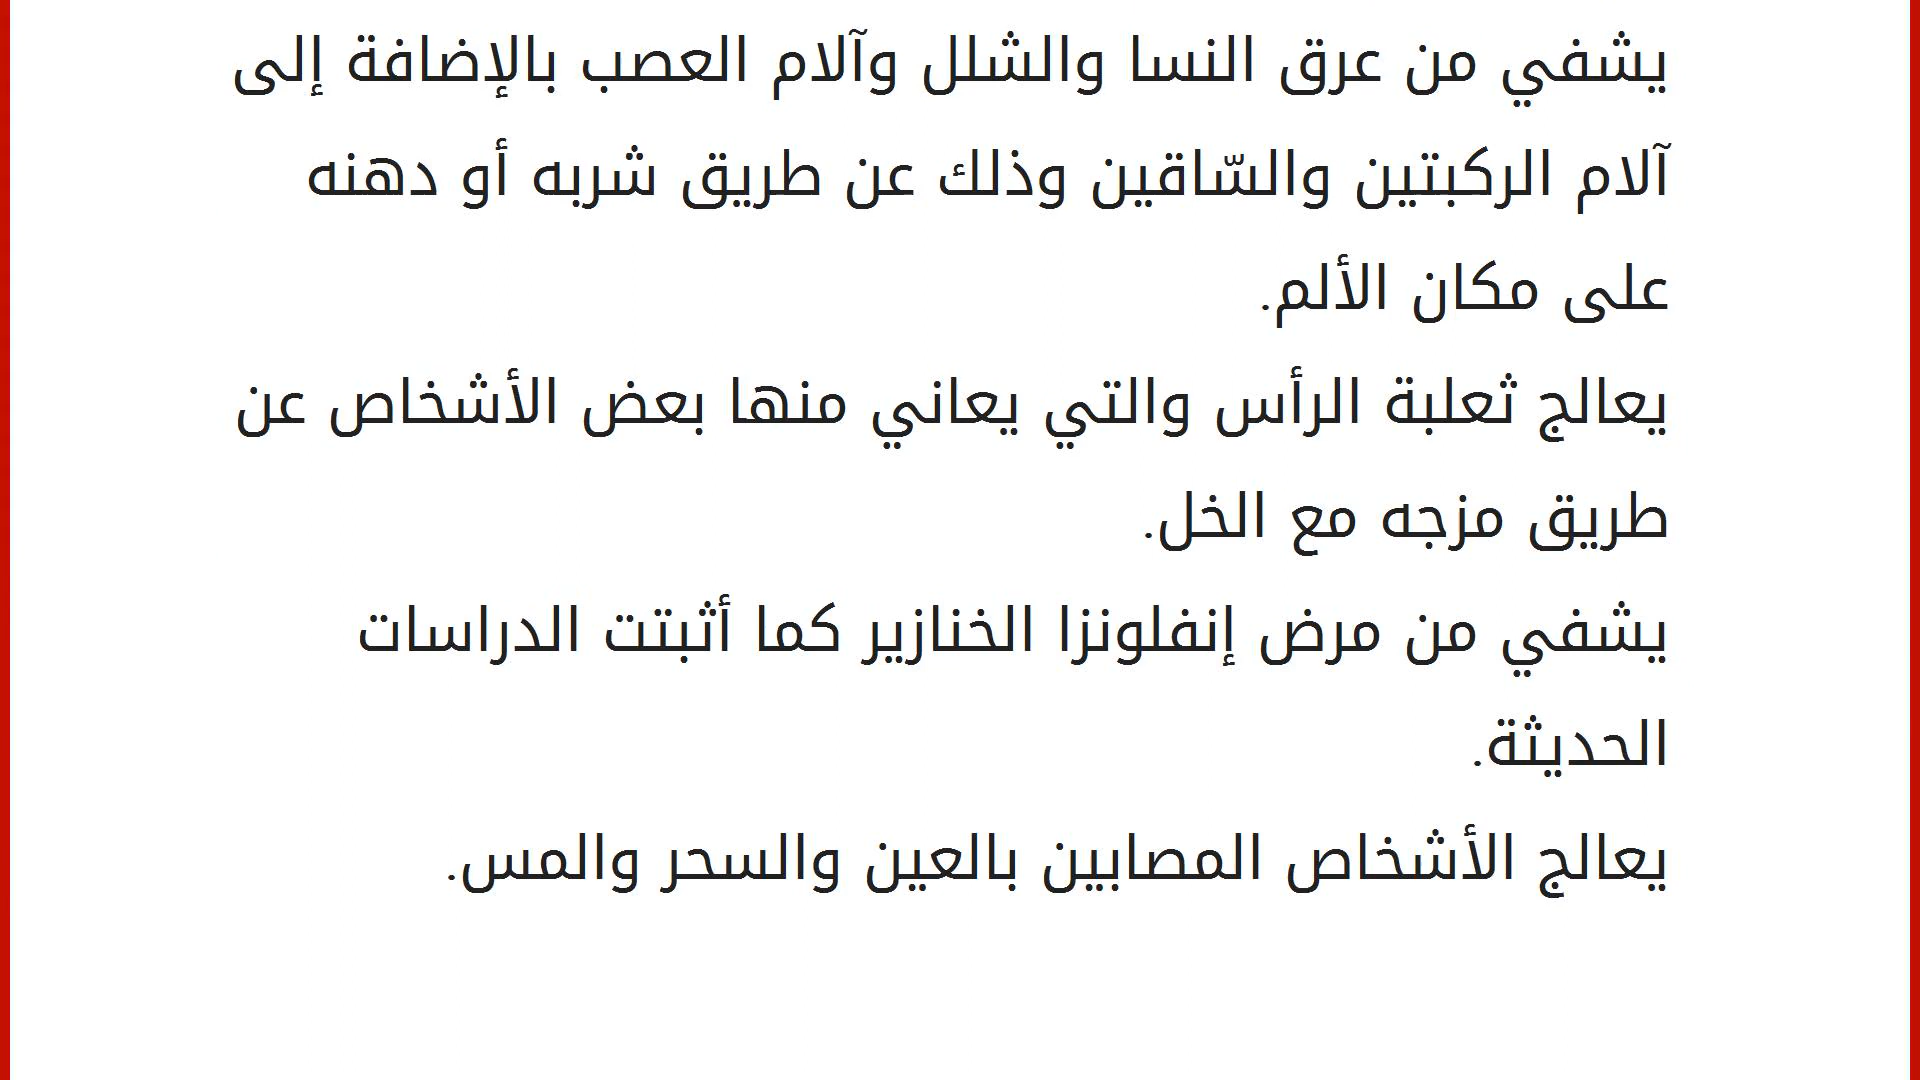 يشفي من عرق النسا والشلل وآلام العصب بالإضافة إلى
آلام الركبتين والسّاقين وذلك عن طريق شربه أو دهنه
على مكان الألم.
يعالج ثعلبة الرأس والتي يعاني منها بعض الأشخاص عن
طريق مزجه مع الخل.
يشفي من مرض إنفلونزا الخنازير كما أثبتت الدراسات
الحديثة.
يعالج الأشخاص المصابين بالعين والسحر والمس.